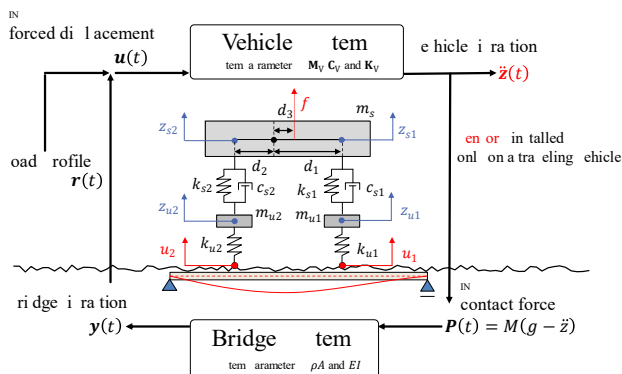 IN
forced di l acement
u(t)
Vehicle tem
tem a rameter M_V C_V and K_V
e hicle i ration
z̈(t)
f
d_3
m_s
z_s2
z_s1
en or in talled
onl on a tra eling ehicle
d_2
d_1
oad rofile
r(t)
k_s2
c_s2
k_s1
c_s1
z_u2
m_u2
m_u1
z_u1
k_u2
k_u1
u_2
u_1
IN
ri dge i ration
y(t)
contact force
P(t) = M(g − z̈)
Bridge tem
tem arameter ρA and EI